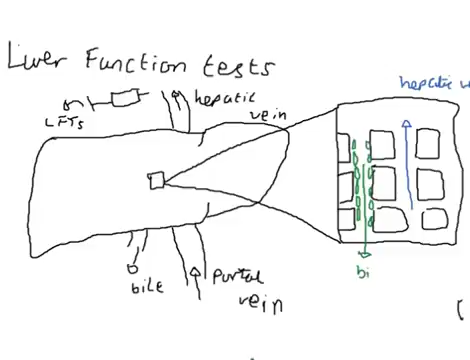 Liver Function tests
LFTs
hepatic
vein
hepatic
bile
portal
vein
bi